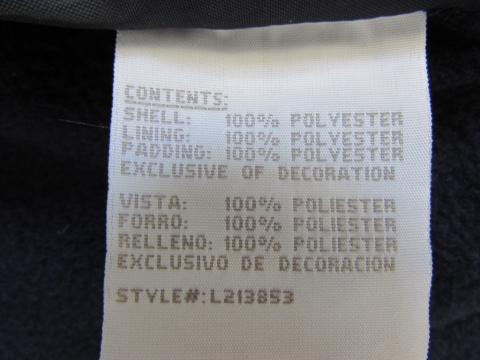 CONTENTS:
SHELL: 100% POLYESTER
LINING: 100% POLYESTER
PADDING: 100% POLYESTER
EXCLUSIVE OF DECORATION
VISTA: 100% POLIESTER
FORRO: 100% POLIESTER
RELLENO: 100% POLIESTER
EXCLUSIVO DE DECORACION
STYLE#: L213853